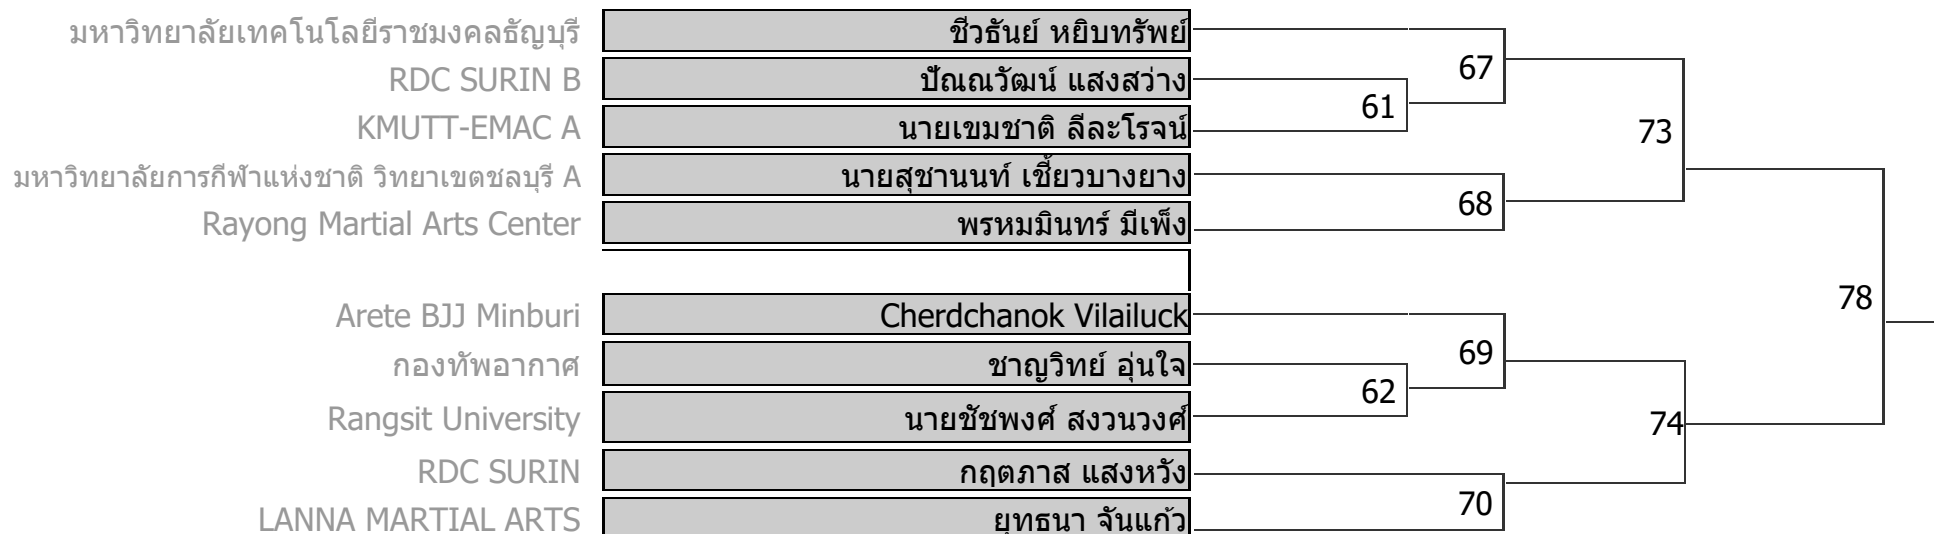 มหาวิทยาลัยเทคโนโลยีราชมงคลธัญบุรี ชีวธันย์ หยิบทรัพย์
67
RDC SURIN B ปัณณวัฒน์ แสงสว่าง
61
KMUTT-EMAC A นายเขมชาติ ลีละโรจน์
73
มหาวิทยาลัยการกีฬาแห่งชาติ วิทยาเขตชลบุรี A นายสุชานนท์ เชี้ยวบางยาง
68
Rayong Martial Arts Center พรหมมินทร์ มีเพ็ง
78
Arete BJJ Minburi Cherdchanok Vilailuck
69
กองทัพอากาศ ชาญวิทย์ อุ่นใจ
62
Rangsit University นายชัชพงศ์ สงวนวงศ์
74
RDC SURIN กฤตภาส แสงหวัง
70
LANNA MARTIAL ARTS ยุทธนา จันแก้ว